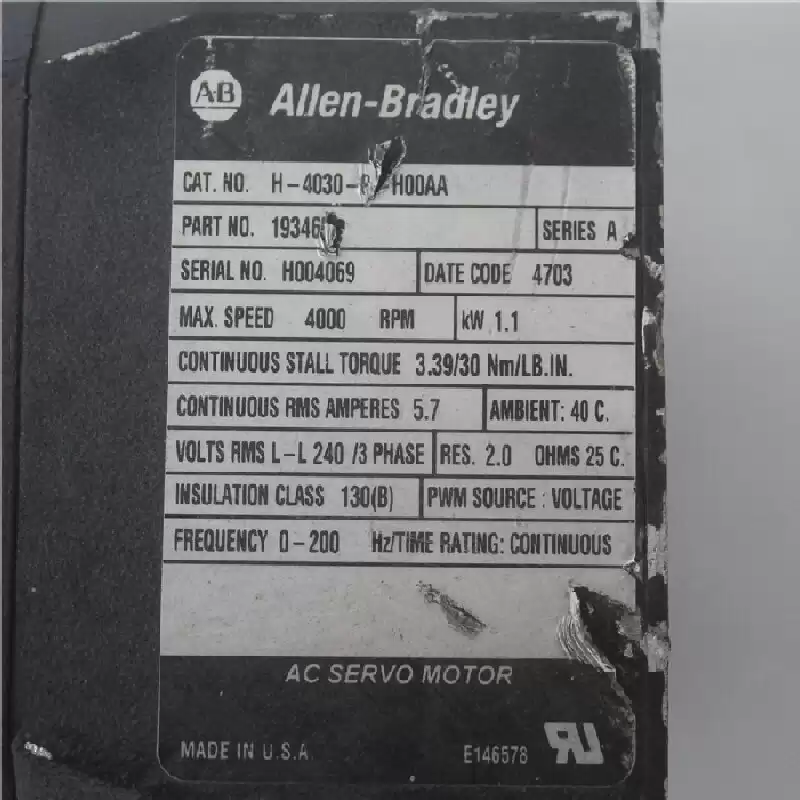 AB Allen-Bradley
CAT. NO. H-4030- -H00AA
PART NO. 19346
SERIES A
SERIAL NO. H004069 DATE CODE 4703
MAX. SPEED 4000 RPM kW 1.1
CONTINUOUS STALL TORQUE 3.39/30 Nm/LB.IN.
CONTINUOUS RMS AMPERES 5.7 AMBIENT: 40 C.
VOLTS RMS L-L 240 /3 PHASE RES. 2.0 OHMS 25 C.
INSULATION CLASS 130(B) PWM SOURCE : VOLTAGE
FREQUENCY 0-200 Hz/TIME RATING: CONTINUOUS
AC SERVO MOTOR
MADE IN U.S.A. E146578